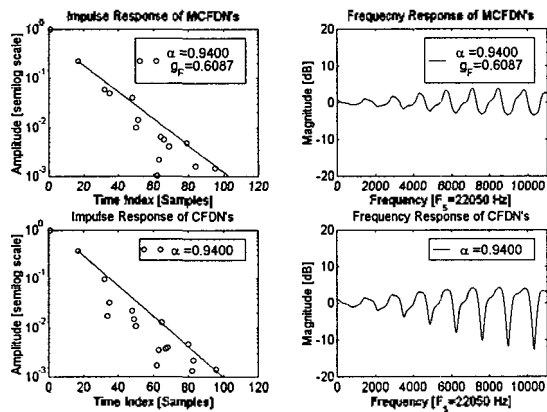 Impulse Response of MCFDN's
Amplitude [semilog scale]
10^0
10^-1
10^-2
10^-3
α=0.9400
g_F=0.6087
0 20 40 60 80 100 120
Time Index [Samples]
Frequecny Response of MCFDN's
Magnitude [dB]
20
10
0
-10
-20
α=0.9400
g_F=0.6087
0 2000 4000 6000 8000 10000
Frequency [F_s=22050 Hz]
Impulse Response of CFDN's
Amplitude [semilog scale]
10^0
10^-1
10^-2
10^-3
α=0.9400
0 20 40 60 80 100 120
Time Index [Samples]
Frequency Response of CFDN's
Magnitude [dB]
20
10
0
-10
-20
α=0.9400
0 2000 4000 6000 8000 10000
Frequency [F_s=22050 Hz]